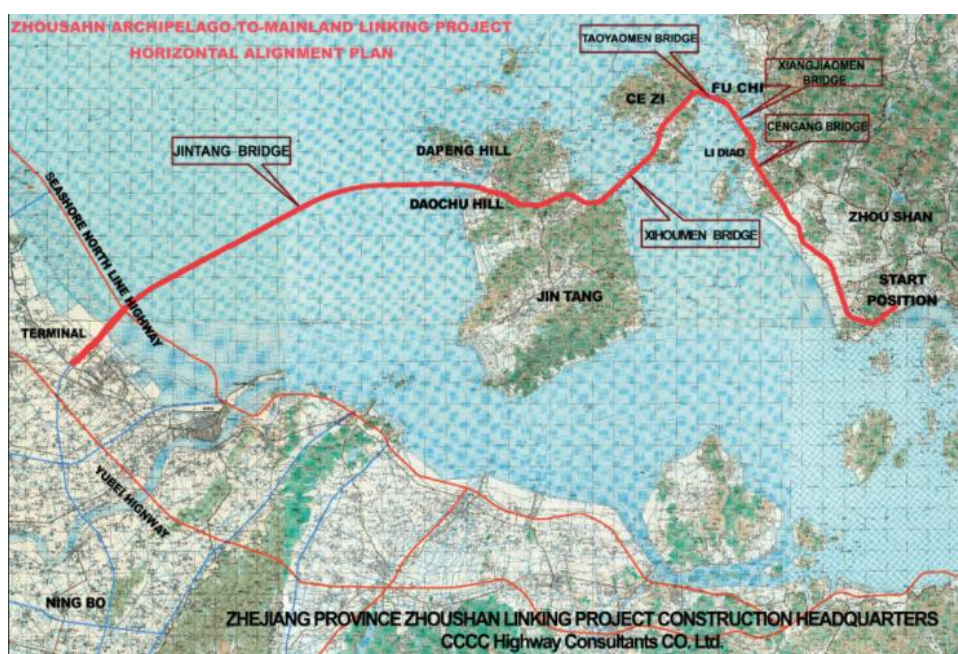 ZHOUSAHN ARCHIPELAGO-TO-MAINLAND LINKING PROJECT
HORIZONTAL ALIGNMENT PLAN
TAOYAOMEN BRIDGE
XIANGJIAOMEN
BRIDGE
FU CHI
CE ZI
CENGANG BRIDGE
JINTANG BRIDGE
DAPENG HILL
LI DIAO
DAOCHU HILL
ZHOU SHAN
XIHOUMEN BRIDGE
SEASHORE NORTH LINE HIGHWAY
START
POSITION
JIN TANG
TERMINAL
YUBEI HIGNWAY
NING BO
ZHEJIANG PROVINCE ZHOUSHAN LINKING PROJECT CONSTRUCTION HEADQUARTERS
CCCC Highway Consultants CO. Ltd.